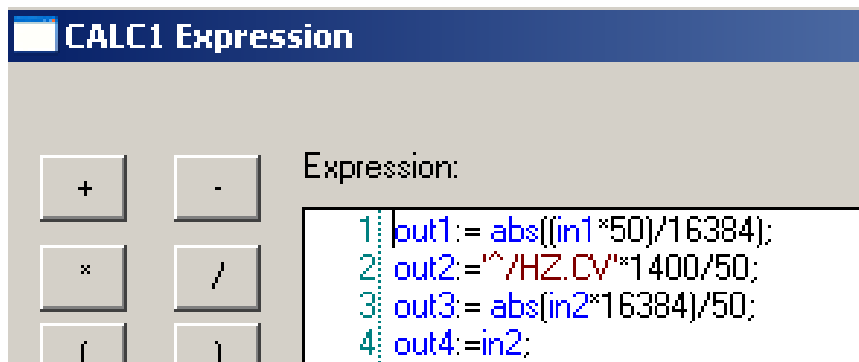 CALC1 Expression
Expression:
+ -
* /
( )
1 out1:= abs((in1*50)/16384);
2 out2:='^/HZ.CV'*1400/50;
3 out3:= abs(in2*16384)/50;
4 out4:=in2;